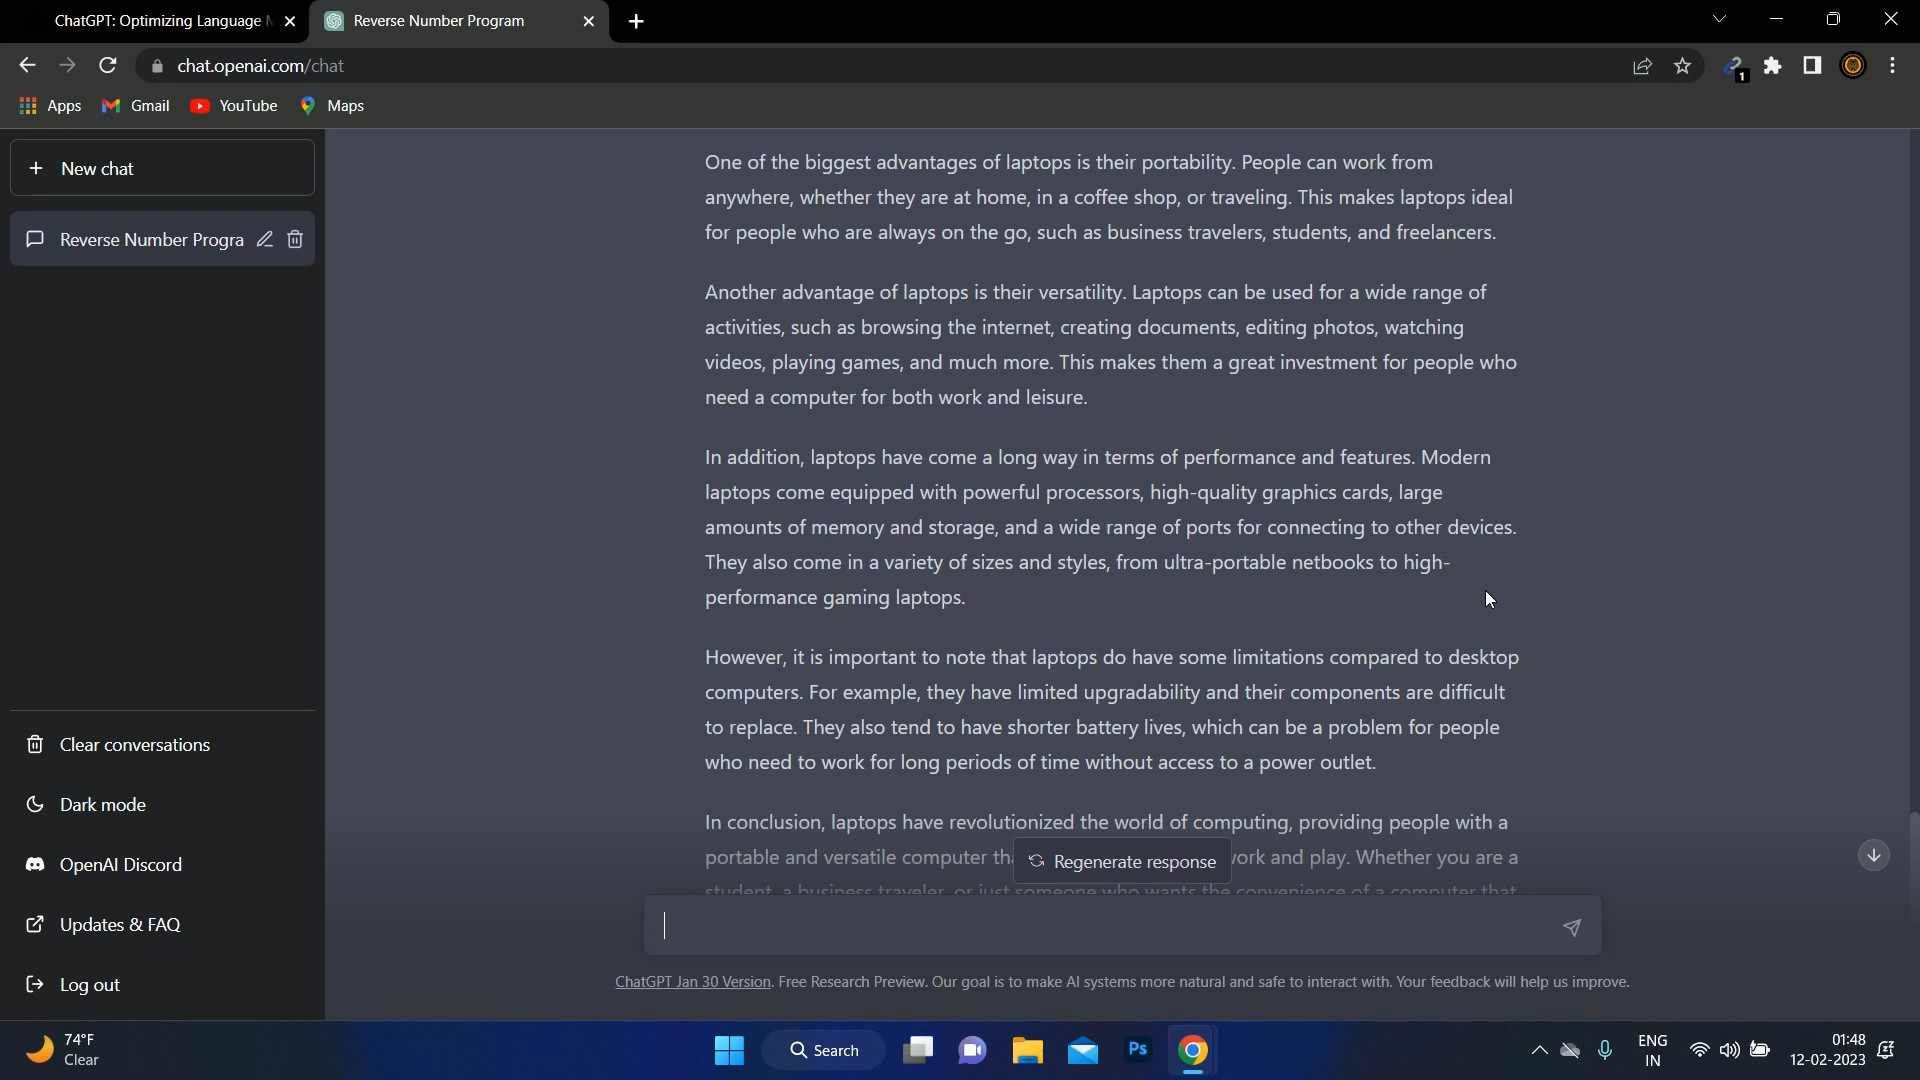 ChatGPT: Optimizing Language
Reverse Number Program
chat.openai.com/chat
1
Apps Gmail YouTube Maps
+ New chat
Reverse Number Progra
Clear conversations
Dark mode
OpenAI Discord
Updates & FAQ
Log out
One of the biggest advantages of laptops is their portability. People can work from
anywhere, whether they are at home, in a coffee shop, or traveling. This makes laptops ideal
for people who are always on the go, such as business travelers, students, and freelancers.
Another advantage of laptops is their versatility. Laptops can be used for a wide range of
activities, such as browsing the internet, creating documents, editing photos, watching
videos, playing games, and much more. This makes them a great investment for people who
need a computer for both work and leisure.
In addition, laptops have come a long way in terms of performance and features. Modern
laptops come equipped with powerful processors, high-quality graphics cards, large
amounts of memory and storage, and a wide range of ports for connecting to other devices.
They also come in a variety of sizes and styles, from ultra-portable netbooks to high-
performance gaming laptops.
However, it is important to note that laptops do have some limitations compared to desktop
computers. For example, they have limited upgradability and their components are difficult
to replace. They also tend to have shorter battery lives, which can be a problem for people
who need to work for long periods of time without access to a power outlet.
In conclusion, laptops have revolutionized the world of computing, providing people with a
portable and versatile computer work and play. Whether you are a
Regenerate response
student, a business traveler, or just someone who wants the convenience of a computer that
ChatGPT Jan 30 Version. Free Research Preview. Our goal is to make AI systems more natural and safe to interact with. Your feedback will help us improve.
74°F
Clear
Search
Ps
ENG
IN
01:48
12-02-2023